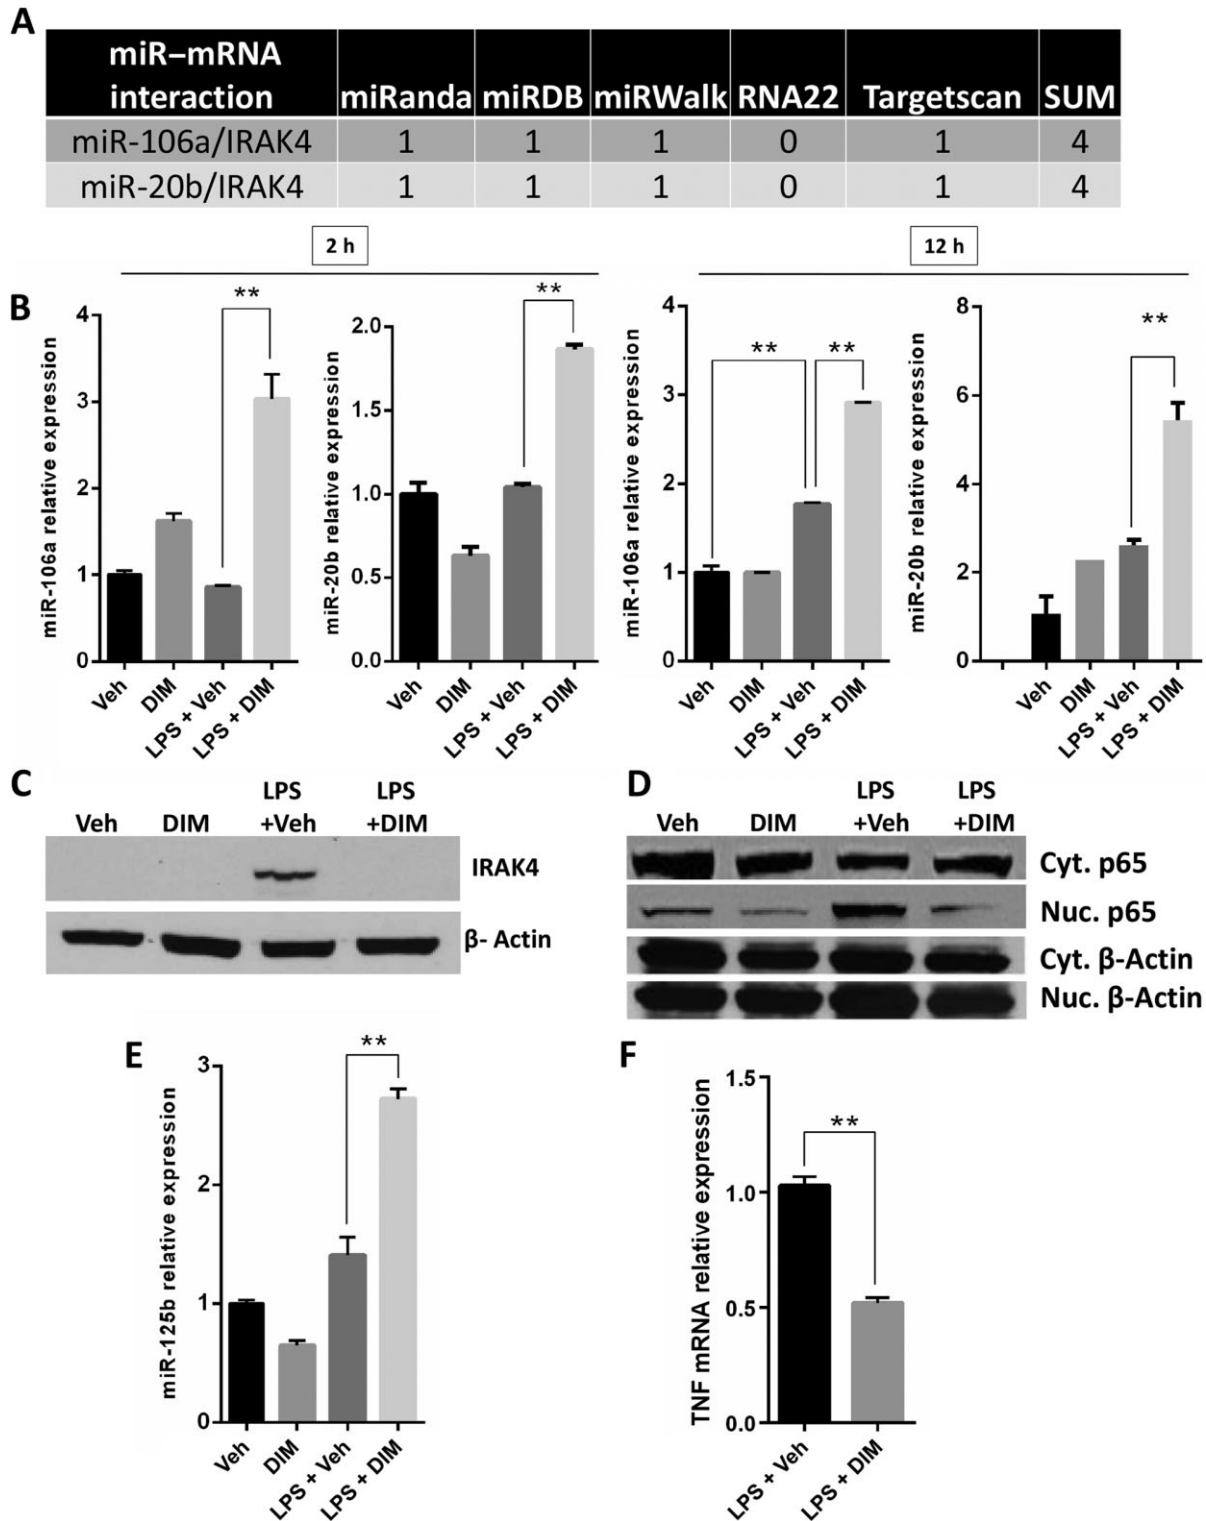 A
miR–mRNA
interaction miRanda miRDB miRWalk RNA22 Targetscan SUM
miR-106a/IRAK4 1 1 1 0 1 4
miR-20b/IRAK4 1 1 1 0 1 4
2 h
12 h
B
miR-106a relative expression
4
3
2
1
0
**
Veh
DIM
LPS + Veh
LPS + DIM
miR-20b relative expression
2.0
1.5
1.0
0.5
0.0
**
Veh
DIM
LPS + Veh
LPS + DIM
miR-106a relative expression
4
3
2
1
0
** **
Veh
DIM
LPS + Veh
LPS + DIM
miR-20b relative expression
8
6
4
2
0
**
Veh
DIM
LPS + Veh
LPS + DIM
C
LPS LPS
Veh DIM +Veh +DIM
IRAK4
β- Actin
D
LPS LPS
Veh DIM +Veh +DIM
Cyt. p65
Nuc. p65
Cyt. β-Actin
Nuc. β-Actin
E
miR-125b relative expression
3
2
1
0
**
Veh
DIM
LPS + Veh
LPS + DIM
F
TNF mRNA relative expression
1.5
1.0
0.5
0.0
**
LPS + Veh
LPS + DIM